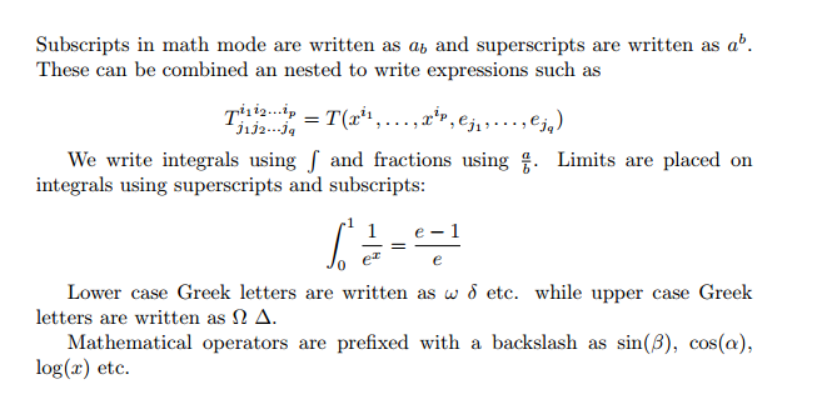 Subscripts in math mode are written as $a_b$ and superscripts are written as $a^b$.
These can be combined an nested to write expressions such as
$T^{i_1 i_2 \dots i_p}_{j_1 j_2 \dots j_q} = T(x^{i_1}, \dots, x^{i_p}, e_{j_1}, \dots, e_{j_q})$
We write integrals using $\int$ and fractions using $\frac{a}{b}$. Limits are placed on
integrals using superscripts and subscripts:
$\int_0^1 \frac{1}{e^x} = \frac{e-1}{e}$
Lower case Greek letters are written as $\omega$ $\delta$ etc. while upper case Greek
letters are written as $\Omega$ $\Delta$.
Mathematical operators are prefixed with a backslash as $\sin(\beta)$, $\cos(\alpha)$,
$\log(x)$ etc.